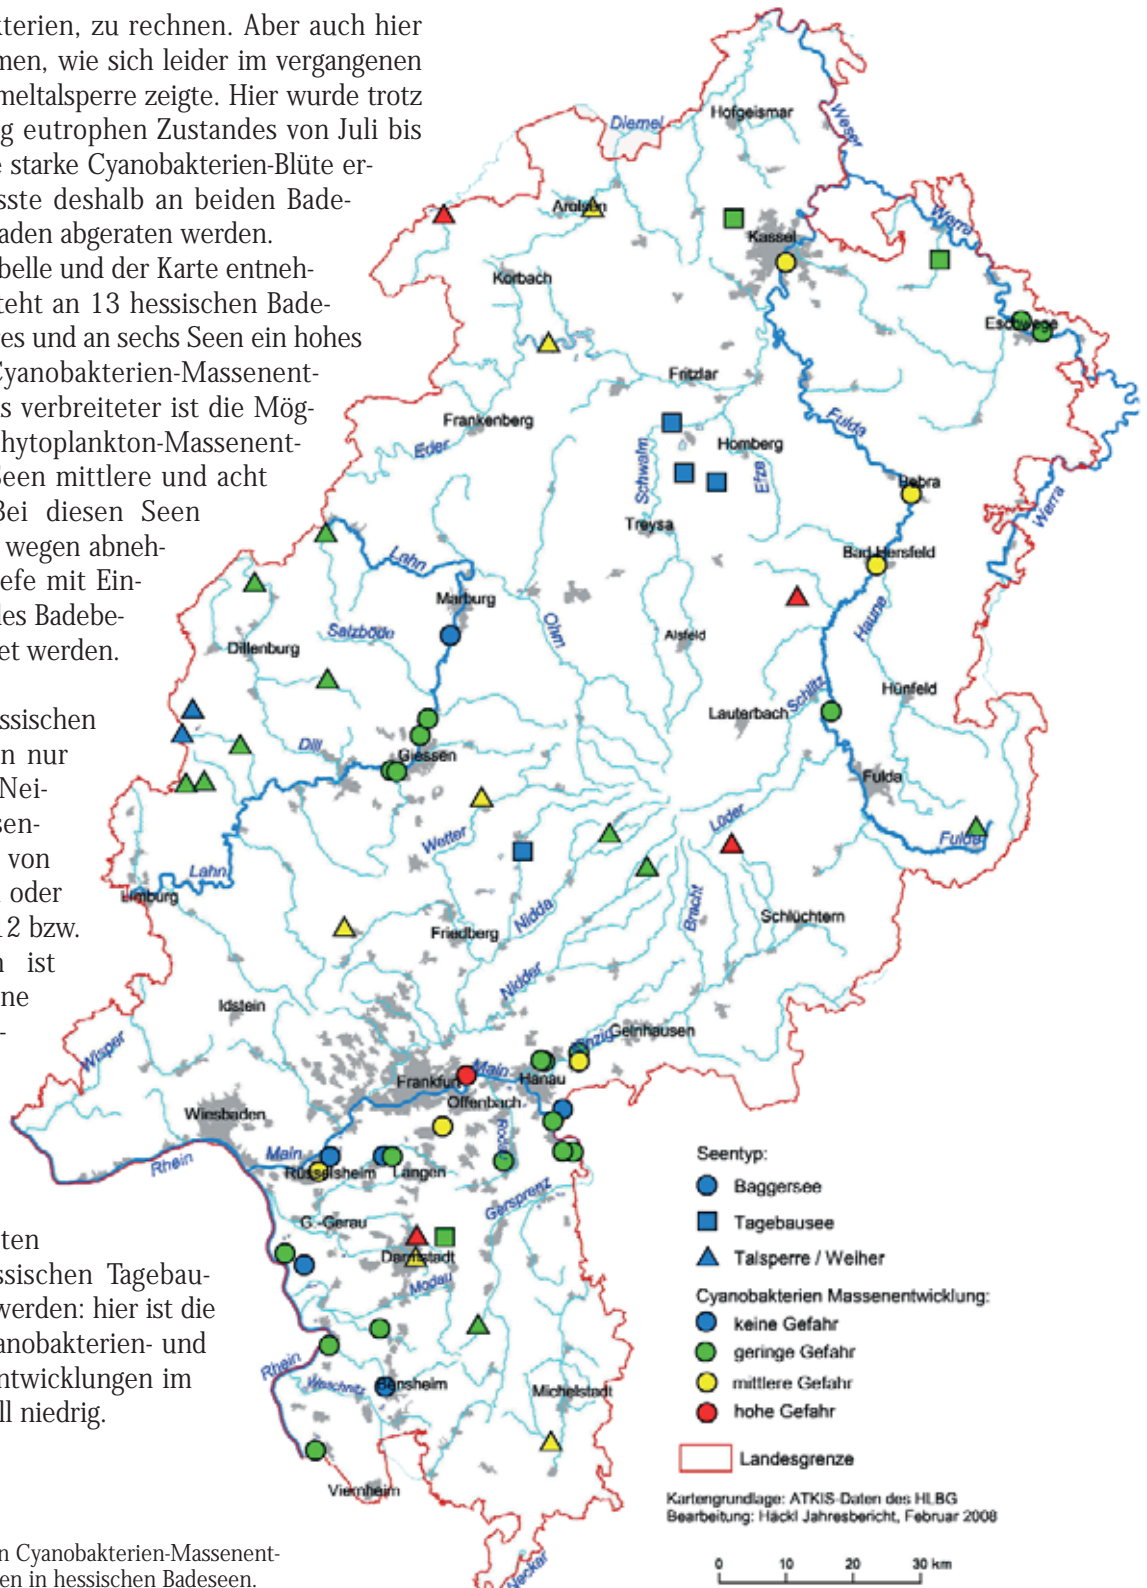 kterien, zu rechnen. Aber auch hier
men, wie sich leider im vergangenen
meltalsperre zeigte. Hier wurde trotz
g eutrophen Zustandes von Juli bis
e starke Cyanobakterien-Blüte er-
sste deshalb an beiden Bade-
aden abgeraten werden.
belle und der Karte entneh-
teht an 13 hessischen Bade-
res und an sechs Seen ein hohes
Cyanobakterien-Massenent-
s verbreiteter ist die Mög-
hytoplankton-Massenent-
Seen mittlere und acht
Bei diesen Seen
wegen abneh-
efe mit Ein-
des Badebe-
et werden.
ssischen
n nur
Nei-
sen-
von
oder
12 bzw.
n ist
ne
-
ten
ssischen Tagebau-
werden: hier ist die
anobakterien- und
entwicklungen im
ll niedrig.
n Cyanobakterien-Massenent-
en in hessischen Badeseen.
Hofgeismar
Diemel
Weser
Arolsen
Kassel
Werra
Korbach
Eschwege
Fritzlar
Frankenberg
Eder
Schwalm
Homberg
Efze
Fulda
Bebra
Treysa
Werra
Bad Hersfeld
Lahn
Marburg
Ohm
Haune
Salzböde
Dillenburg
Alsfeld
Hünfeld
Lauterbach
Schlitz
Dill
Giessen
Fulda
Wetter
Lüder
Fulda
Lahn
Limburg
Nidda
Bracht
Schlüchtern
Friedberg
Nidder
Idstein
Gelnhausen
Kinzig
Wisper
Frankfurt
Main
Hanau
Offenbach
Wiesbaden
Rodau
Rhein
Main
Rüsselsheim
Langen
Gersprenz
G.-Gerau
Darmstadt
Modau
Rhein
Weschnitz
Bensheim
Michelstadt
Viernheim
Neckar
Seentyp:
Baggersee
Tagebausee
Talsperre / Weiher
Cyanobakterien Massenentwicklung:
keine Gefahr
geringe Gefahr
mittlere Gefahr
hohe Gefahr
Landesgrenze
Kartengrundlage: ATKIS-Daten des HLBG
Bearbeitung: Häckl Jahresbericht, Februar 2008
0 10 20 30 km